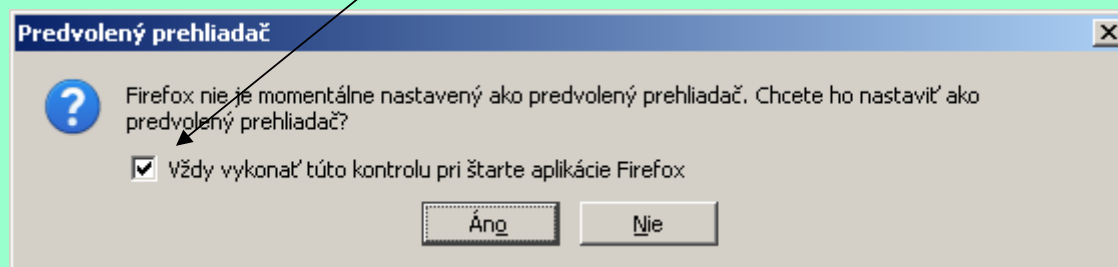 Predvolený prehliadač
Firefox nie je momentálne nastavený ako predvolený prehliadač. Chcete ho nastaviť ako
predvolený prehliadač?
Vždy vykonať túto kontrolu pri štarte aplikácie Firefox
Áno
Nie